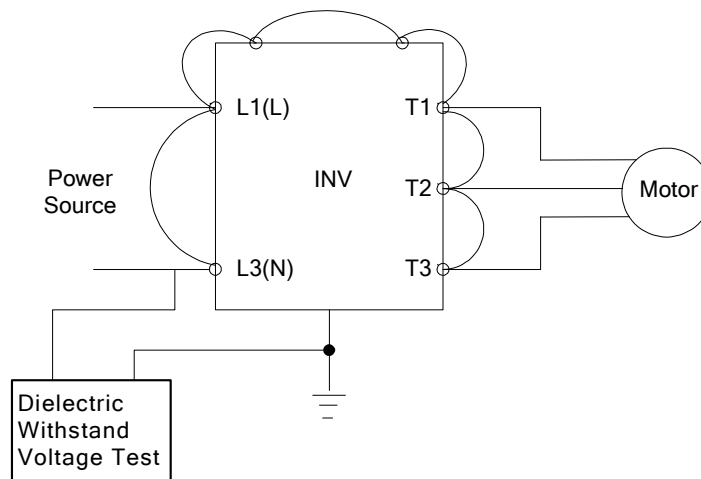 L1(L)
T1
Power
Source
INV
T2
Motor
L3(N)
T3
Dielectric
Withstand
Voltage Test